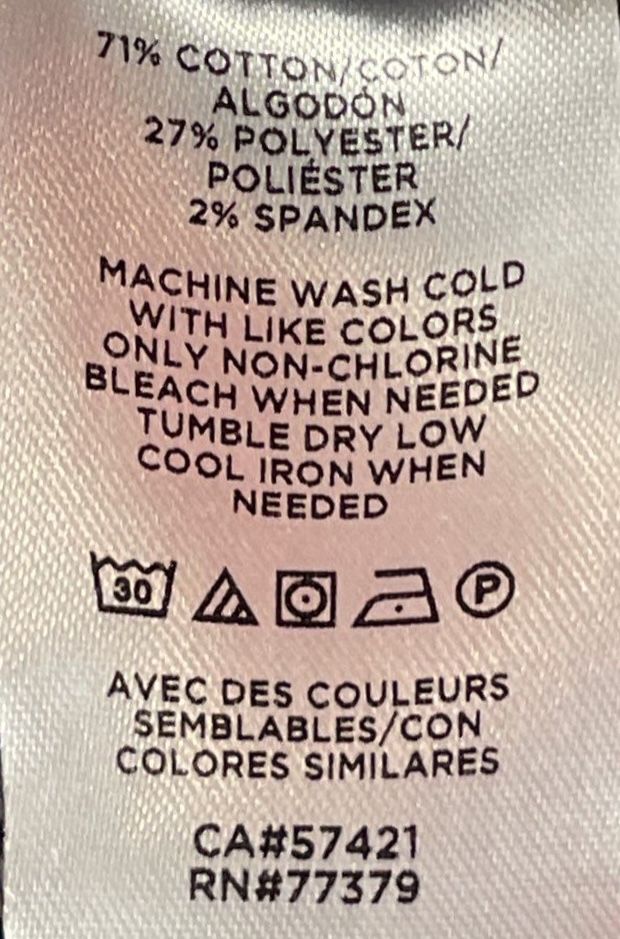 71% COTTON/COTON/
ALGODÓN
27% POLYESTER/
POLIÉSTER
2% SPANDEX
MACHINE WASH COLD
WITH LIKE COLORS
ONLY NON-CHLORINE
BLEACH WHEN NEEDED
TUMBLE DRY LOW
COOL IRON WHEN
NEEDED
30 P
AVEC DES COULEURS
SEMBLABLES/CON
COLORES SIMILARES
CA#57421
RN#77379